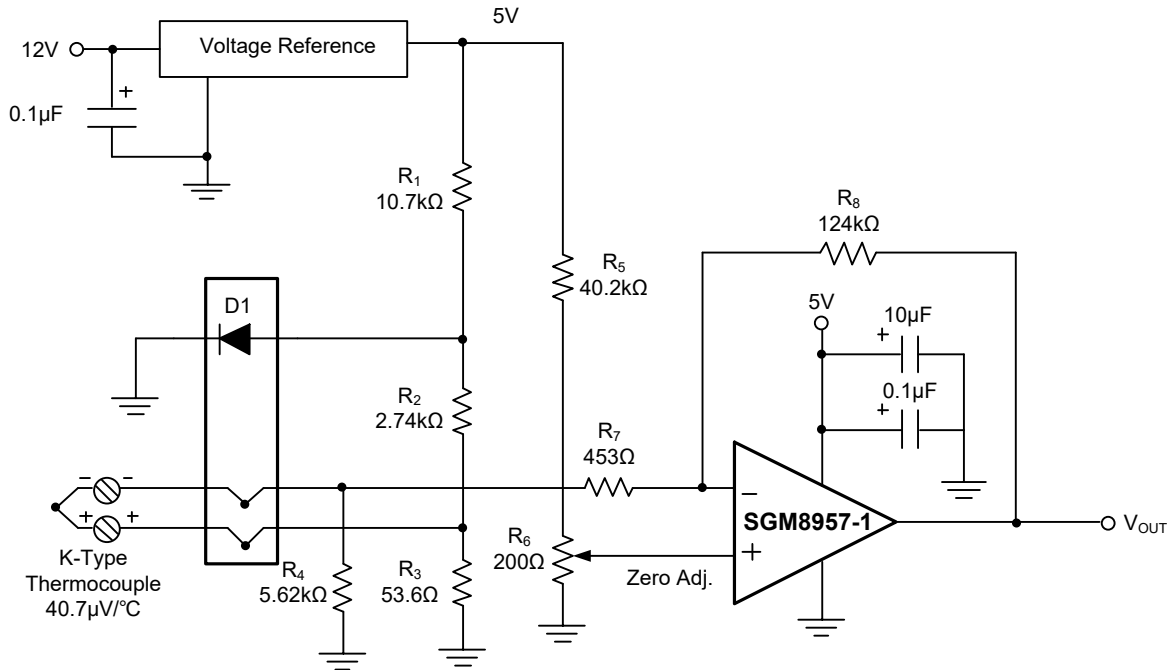 5V
12V
Voltage Reference
+
0.1µF
R1
10.7kΩ
R8
124kΩ
R5
40.2kΩ
D1
5V
10µF
+
0.1µF
+
R2
2.74kΩ
R7
453Ω
− −
+ +
−
SGM8957-1
+
VOUT
K-Type
Thermocouple
40.7µV/°C
R4
5.62kΩ
R3
53.6Ω
R6
200Ω
Zero Adj.